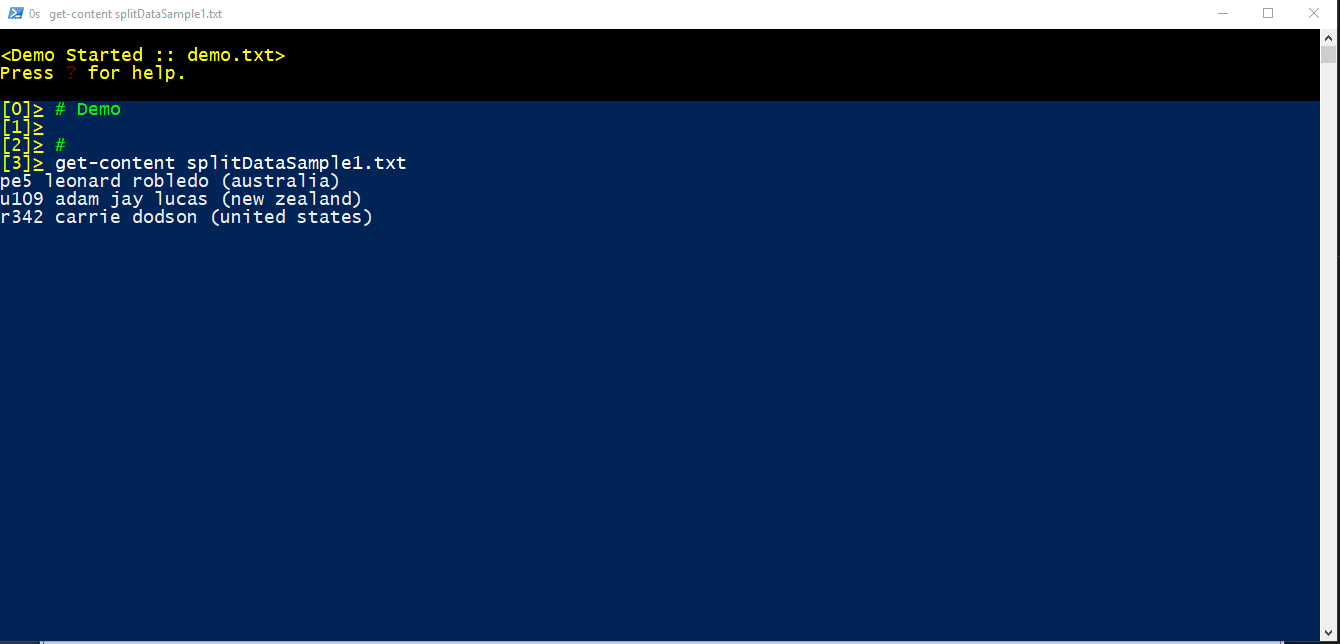 0s get-content splitDataSample1.txt
<Demo Started :: demo.txt>
Press ? for help.
[0]≥ # Demo
[1]≥
[2]≥ #
[3]≥ get-content splitDataSample1.txt
pe5 leonard robledo (australia)
u109 adam jay lucas (new zealand)
r342 carrie dodson (united states)